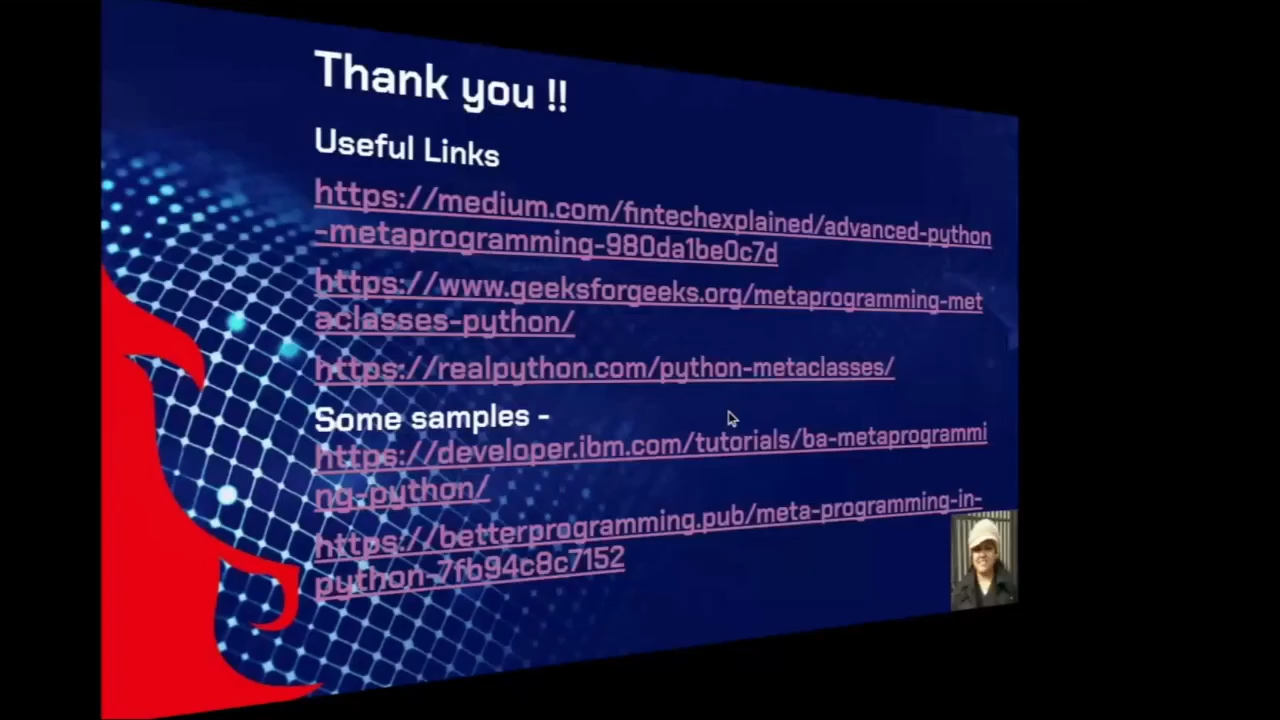 Thank you !!
Useful Links
https://medium.com/fintechexplained/advanced-python
-metaprogramming-980da1be0c7d
https://www.geeksforgeeks.org/metaprogramming-met
aclasses-python/
https://realpython.com/python-metaclasses/
Some samples -
https://developer.ibm.com/tutorials/ba-metaprogrammi
ng-python/
https://betterprogramming.pub/meta-programming-in-
python-7fb94c8c7152